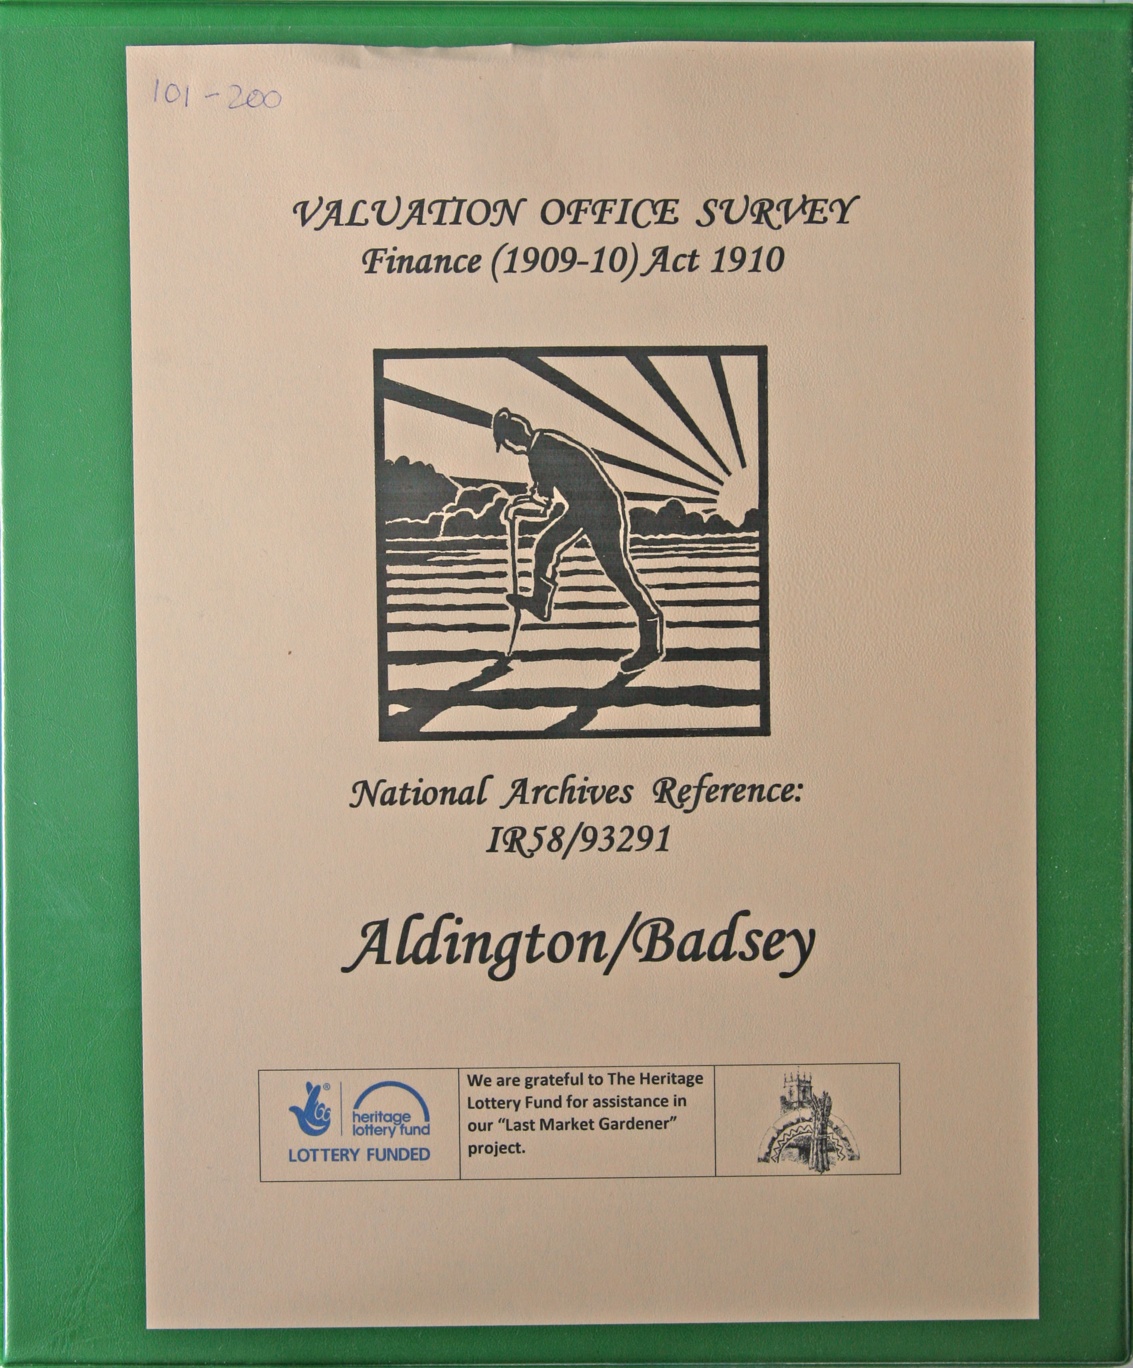 101 - 200
VALUATION OFFICE SURVEY
Finance (1909-10) Act 1910
National Archives Reference:
IR58/93291
Aldington/Badsey
heritage
lottery fund
LOTTERY FUNDED
We are grateful to The Heritage
Lottery Fund for assistance in
our “Last Market Gardener”
project.